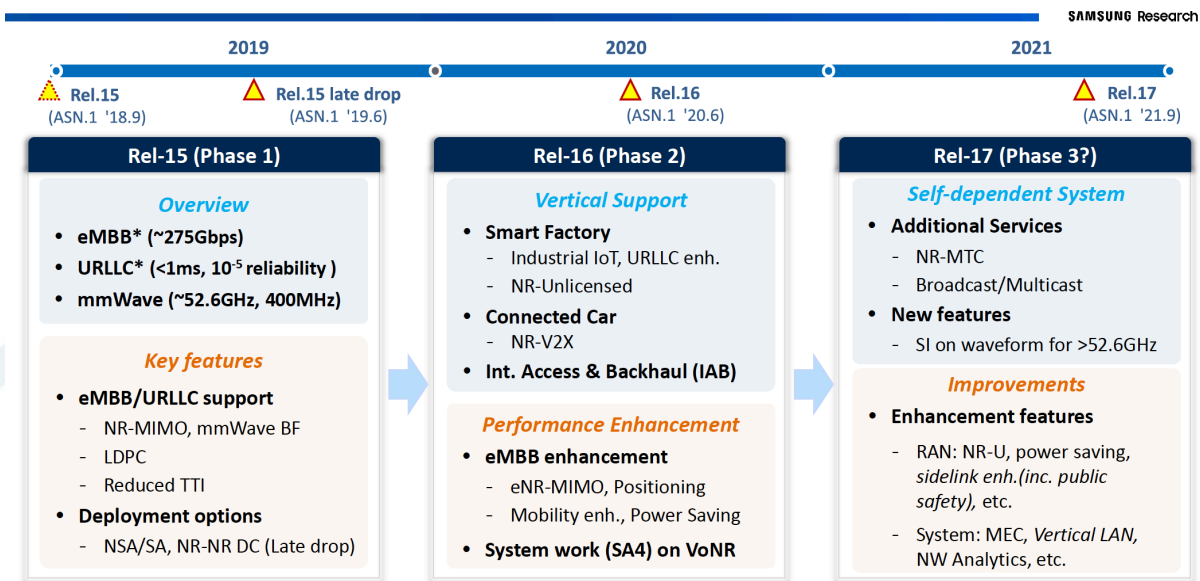 SAMSUNG Research
2019
2020
2021
Rel.15
(ASN.1 '18.9)
Rel.15 late drop
(ASN.1 '19.6)
Rel.16
(ASN.1 '20.6)
Rel.17
(ASN.1 '21.9)
Rel-15 (Phase 1)
Overview
• eMBB* (~275Gbps)
• URLLC* (<1ms, 10⁻⁵ reliability )
• mmWave (~52.6GHz, 400MHz)
Key features
• eMBB/URLLC support
- NR-MIMO, mmWave BF
- LDPC
- Reduced TTI
• Deployment options
- NSA/SA, NR-NR DC (Late drop)
Rel-16 (Phase 2)
Vertical Support
• Smart Factory
- Industrial IoT, URLLC enh.
- NR-Unlicensed
• Connected Car
- NR-V2X
• Int. Access & Backhaul (IAB)
Performance Enhancement
• eMBB enhancement
- eNR-MIMO, Positioning
- Mobility enh., Power Saving
• System work (SA4) on VoNR
Rel-17 (Phase 3?)
Self-dependent System
• Additional Services
- NR-MTC
- Broadcast/Multicast
• New features
- SI on waveform for >52.6GHz
Improvements
• Enhancement features
- RAN: NR-U, power saving,
sidelink enh.(inc. public
safety), etc.
- System: MEC, Vertical LAN,
NW Analytics, etc.